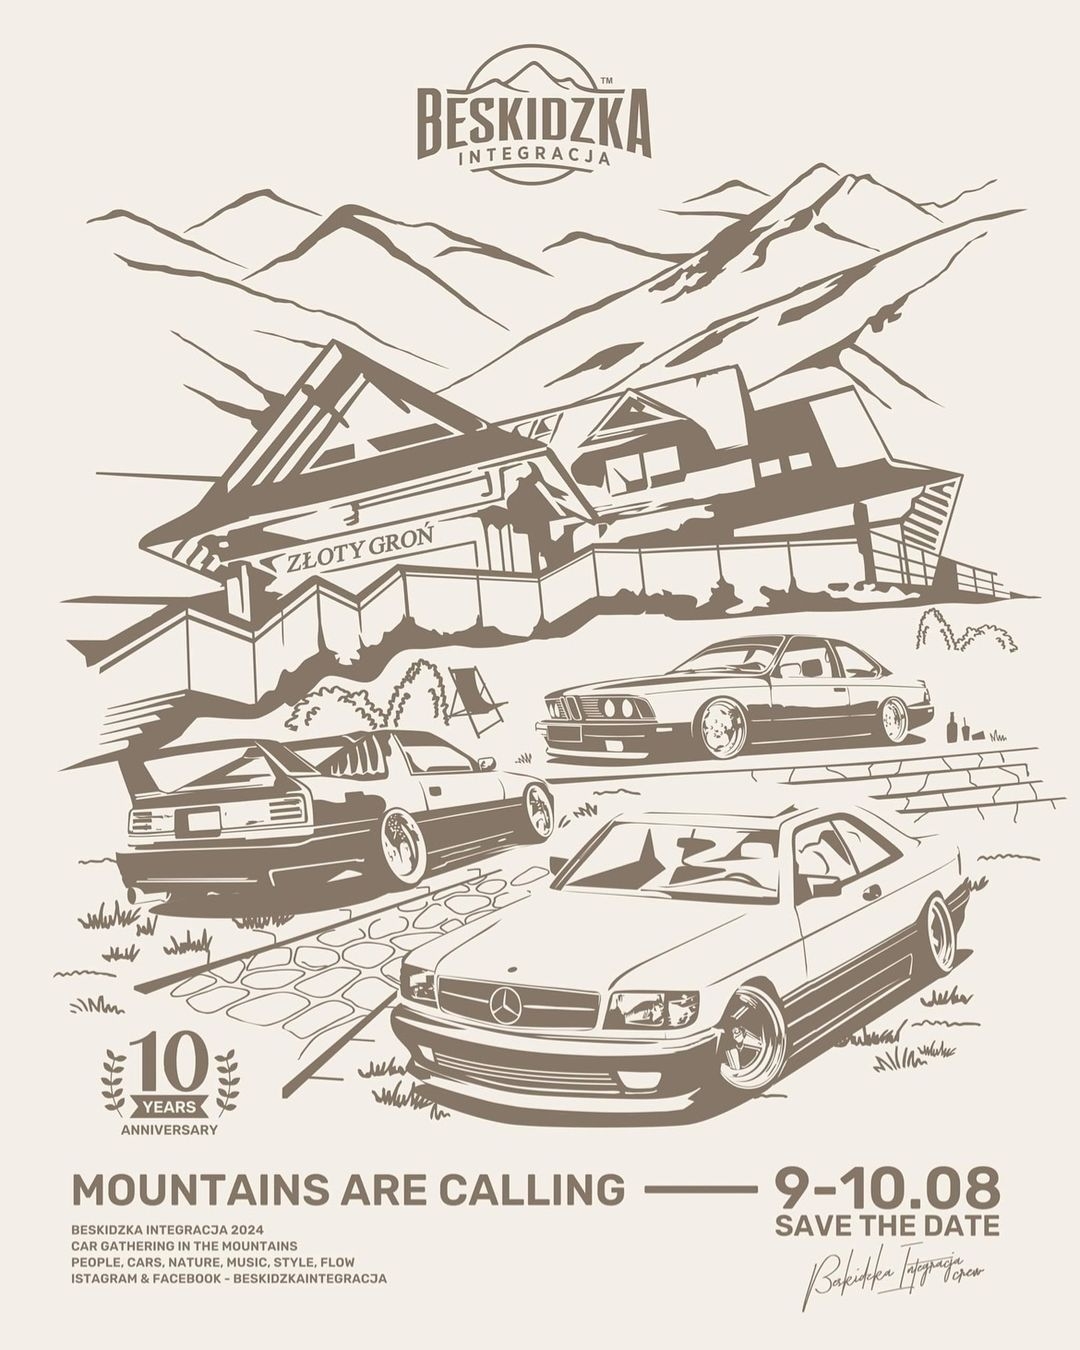 BESKIDZKA™
INTEGRACJA
ZŁOTY GROŃ
10
YEARS
ANNIVERSARY
MOUNTAINS ARE CALLING — 9-10.08
SAVE THE DATE
BESKIDZKA INTEGRACJA 2024
CAR GATHERING IN THE MOUNTAINS
PEOPLE, CARS, NATURE, MUSIC, STYLE, FLOW
ISTAGRAM & FACEBOOK - BESKIDZKAINTEGRACJA
Beskidzka Integracja
crew